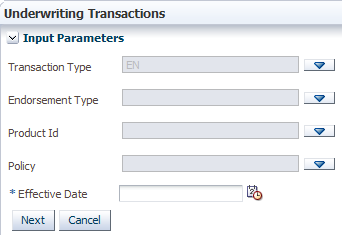 Underwriting Transactions
Input Parameters
Transaction Type EN
Endorsement Type
Product Id
Policy
* Effective Date
Next Cancel